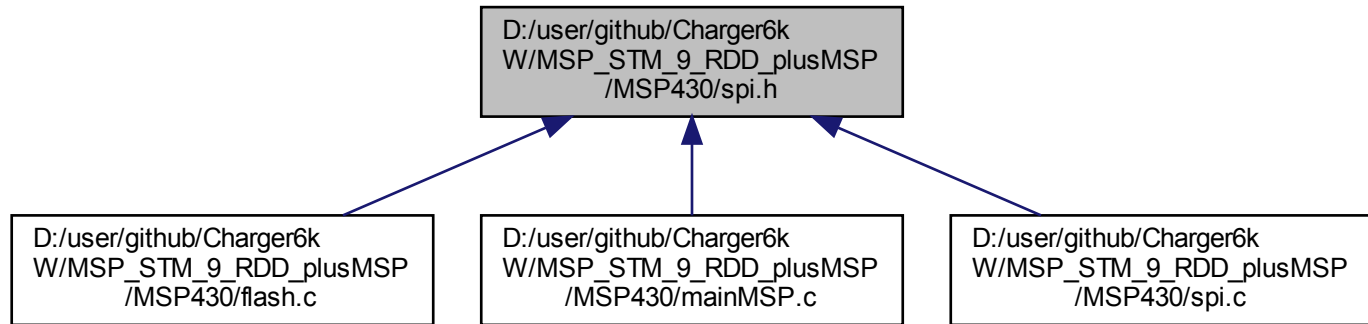 D:/user/github/Charger6k
W/MSP_STM_9_RDD_plusMSP
/MSP430/spi.h
D:/user/github/Charger6k
W/MSP_STM_9_RDD_plusMSP
/MSP430/flash.c
D:/user/github/Charger6k
W/MSP_STM_9_RDD_plusMSP
/MSP430/mainMSP.c
D:/user/github/Charger6k
W/MSP_STM_9_RDD_plusMSP
/MSP430/spi.c